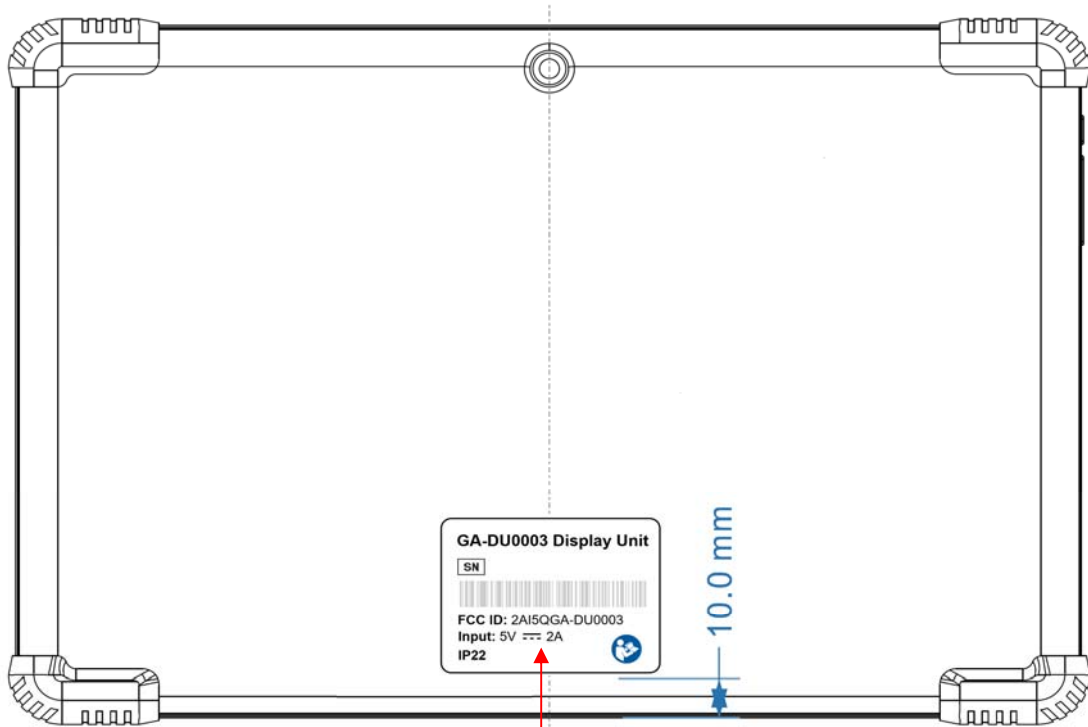 GA-DU0003 Display Unit
SN
FCC ID: 2AI5QGA-DU0003
Input: 5V ⎓ 2A
IP22
10.0 mm